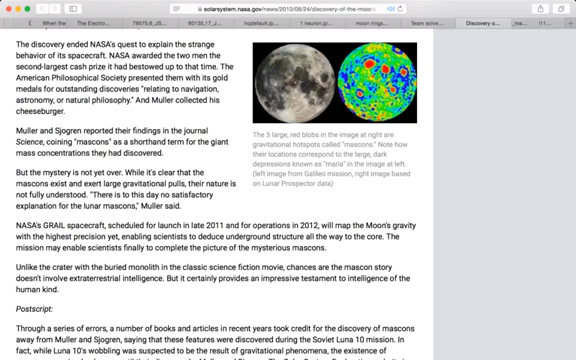 solarsystem.nasa.gov/news/2010/08/24/discovery-of-the-moons
When the
The Electro...
79075,6_JS...
90135,17_J...
hqdefault.jp...
1 neuron.jp...
moon rings...
Team solve...
Discovery o...
The discovery ended NASA's quest to explain the strange
behavior of its spacecraft. NASA awarded the two men the
second-largest cash prize it had bestowed up to that time. The
American Philosophical Society presented them with its gold
medals for outstanding discoveries "relating to navigation,
astronomy, or natural philosophy." And Muller collected his
cheeseburger.
Muller and Sjogren reported their findings in the journal
Science, coining "mascons" as a shorthand term for the giant
mass concentrations they had discovered.
But the mystery is not yet over. While it's clear that the
mascons exist and exert large gravitational pulls, their nature is
not fully understood. "There is to this day no satisfactory
explanation for the lunar mascons," Muller said.
The 5 large, red blobs in the image at right are
gravitational hotspots called "mascons." Note how
their locations correspond to the large, dark
depressions known as "maria" in the image at left.
(left image from Galileo mission, right image based
on Lunar Prospector data)
NASA's GRAIL spacecraft, scheduled for launch in late 2011 and for operations in 2012, will map the Moon's gravity
with the highest precision yet, enabling scientists to deduce underground structure all the way to the core. The
mission may enable scientists finally to complete the picture of the mysterious mascons.
Unlike the crater with the buried monolith in the classic science fiction movie, chances are the mascon story
doesn't involve extraterrestrial intelligence. But it certainly provides an impressive testament to intelligence of the
human kind.
Postscript:
Through a series of errors, a number of books and articles in recent years took credit for the discovery of mascons
away from Muller and Sjogren, saying that these features were discovered during the Soviet Luna 10 mission. In
fact, while Luna 10's wobbling was suspected to be the result of gravitational phenomena, the existence of